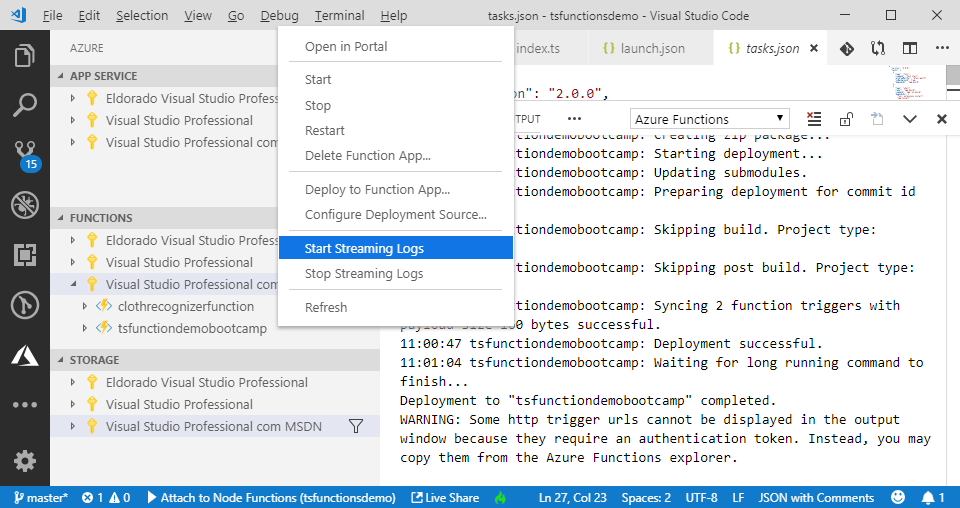 File Edit Selection View Go Debug Terminal Help tasks.json - tsfunctionsdemo - Visual Studio Code
AZURE
index.ts launch.json tasks.json
APP SERVICE
Eldorado Visual Studio Profess
Visual Studio Professional
Visual Studio Professional com
15
FUNCTIONS
Eldorado Visual Studio Profess
Visual Studio Professional
Visual Studio Professional com
clothrecognizerfunction
tsfunctiondemobootcamp
STORAGE
Eldorado Visual Studio Professional
Visual Studio Professional
Visual Studio Professional com MSDN
Open in Portal
Start
Stop
Restart
Delete Function App...
Deploy to Function App...
Configure Deployment Source...
Start Streaming Logs
Stop Streaming Logs
Refresh
on": "2.0.0",
TPUT Azure Functions
ctiondemobootcamp: Creating zip package...
ctiondemobootcamp: Starting deployment...
ctiondemobootcamp: Updating submodules.
ctiondemobootcamp: Preparing deployment for commit id
ctiondemobootcamp: Skipping build. Project type:
ctiondemobootcamp: Skipping post build. Project type:
ctiondemobootcamp: Syncing 2 function triggers with
bytes successful.
11:00:47 tsfunctiondemobootcamp: Deployment successful.
11:01:04 tsfunctiondemobootcamp: Waiting for long running command to
finish...
Deployment to "tsfunctiondemobootcamp" completed.
WARNING: Some http trigger urls cannot be displayed in the output
window because they require an authentication token. Instead, you may
copy them from the Azure Functions explorer.
master* 1 0 Attach to Node Functions (tsfunctionsdemo) Live Share Ln 27, Col 23 Spaces: 2 UTF-8 LF JSON with Comments 1